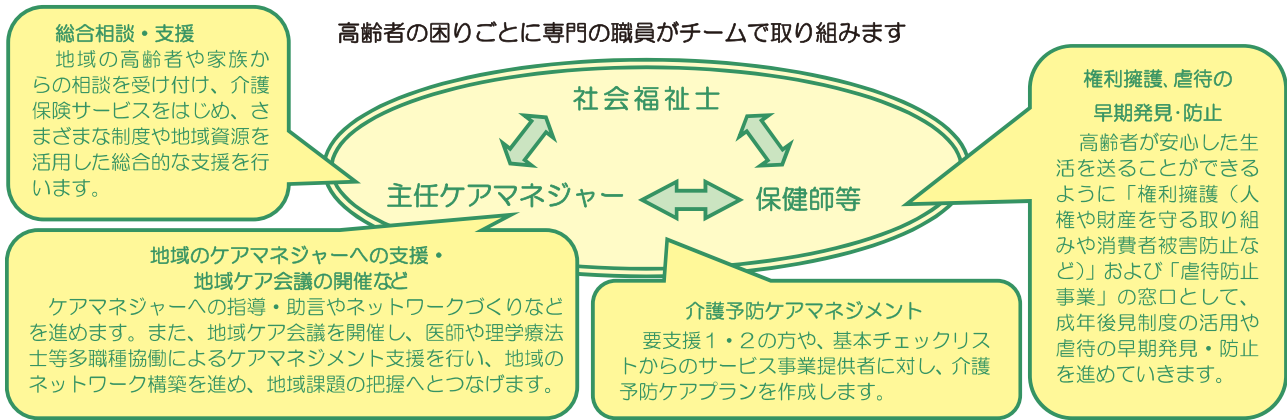 高齢者の困りごとに専門の職員がチームで取り組みます
総合相談・支援
地域の高齢者や家族か
らの相談を受け付け、介護
保険サービスをはじめ、さ
まざまな制度や地域資源を
活用した総合的な支援を行
います。
社会福祉士
主任ケアマネジャー
保健師等
権利擁護、虐待の
早期発見・防止
高齢者が安心した生
活を送ることができる
ように「権利擁護（人
権や財産を守る取り組
みや消費者被害防止な
ど）」および「虐待防止
事業」の窓口として、
成年後見制度の活用や
虐待の早期発見・防止
を進めていきます。
地域のケアマネジャーへの支援・
地域ケア会議の開催など
ケアマネジャーへの指導・助言やネットワークづくりなど
を進めます。また、地域ケア会議を開催し、医師や理学療法
士等多職種協働によるケアマネジメント支援を行い、地域の
ネットワーク構築を進め、地域課題の把握へとつなげます。
介護予防ケアマネジメント
要支援１・２の方や、基本チェックリス
トからのサービス事業提供者に対し、介護
予防ケアプランを作成します。